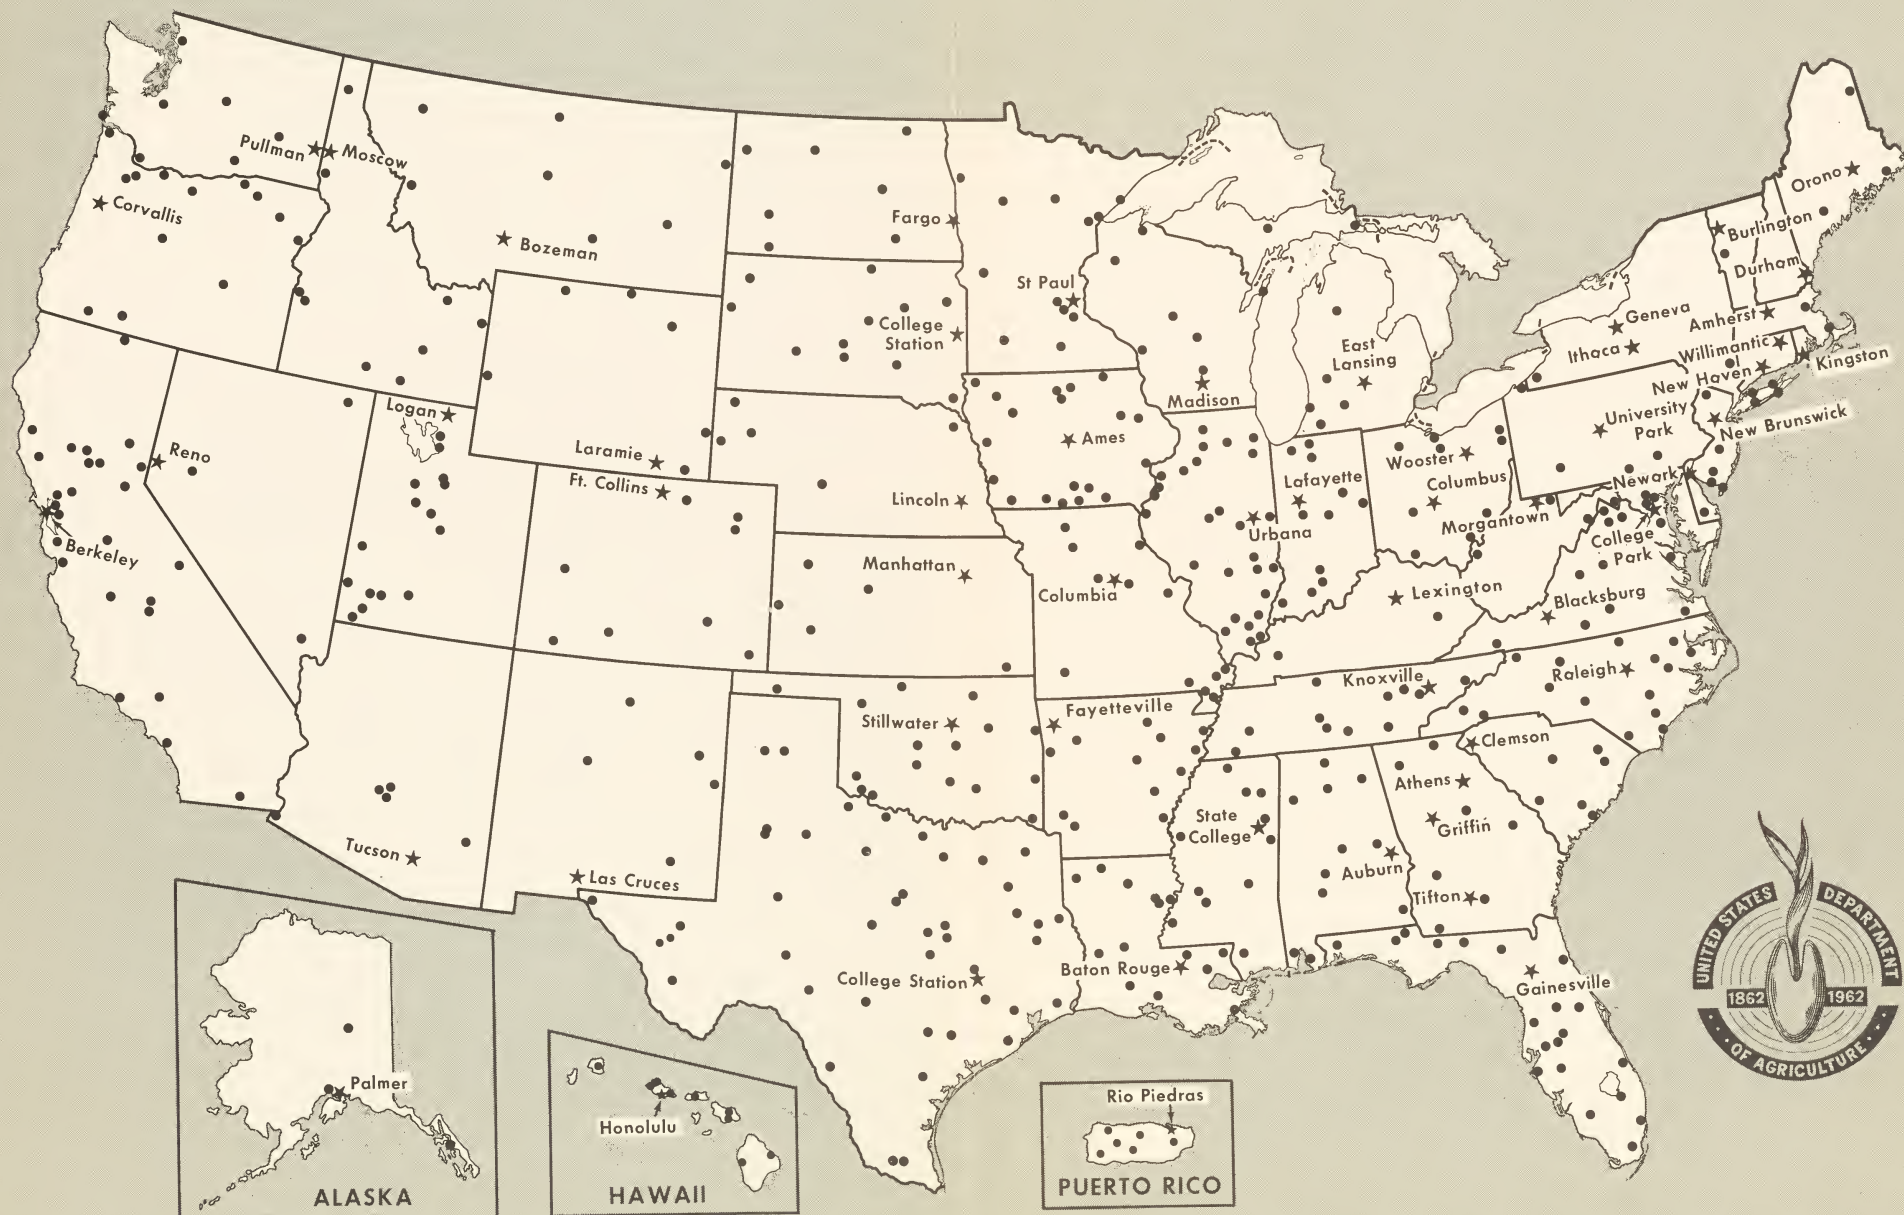 Pullman
Moscow
Corvallis
Bozeman
Fargo
St Paul
College
Station
Orono
Burlington
Durham
Geneva
Amherst
Ithaca
Willimantic
Kingston
New Haven
East
Lansing
Madison
University
Park
New Brunswick
Logan
Reno
Laramie
Ft. Collins
Ames
Lincoln
Wooster
Columbus
Lafayette
Newark
Morgantown
Urbana
College
Park
Berkeley
Manhattan
Columbia
Lexington
Blacksburg
Knoxville
Raleigh
Stillwater
Fayetteville
Clemson
Athens
Griffin
State
College
Auburn
Tifton
Tucson
Las Cruces
College Station
Baton Rouge
Gainesville
Palmer
ALASKA
Honolulu
HAWAII
Rio Piedras
PUERTO RICO
UNITED STATES DEPARTMENT
1862 1962
OF AGRICULTURE